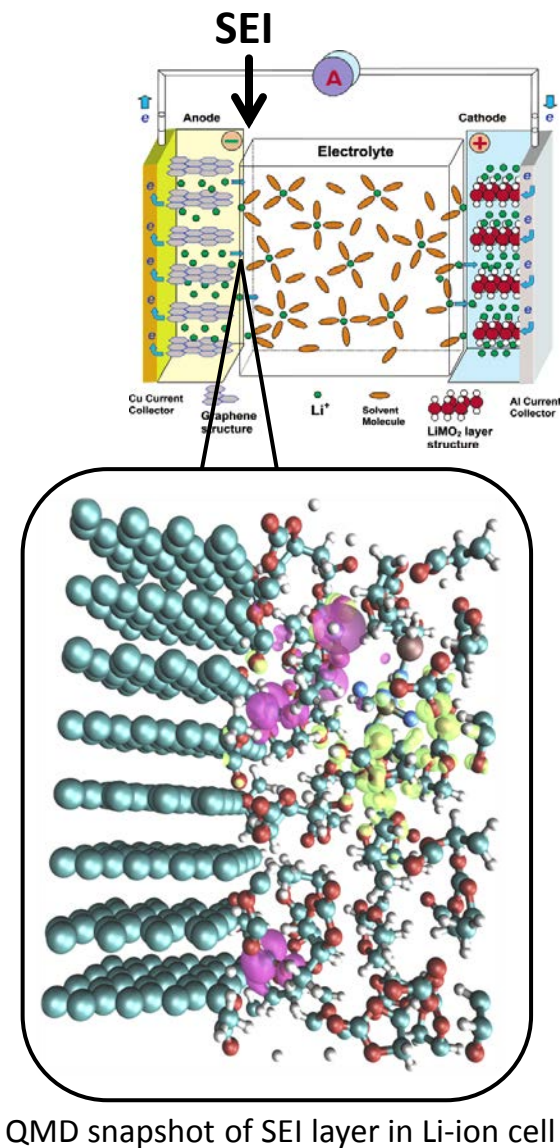 SEI
A
e
e
Anode
Cathode
−
+
Electrolyte
e
e
e
e
e
e
e
e
Cu Current
Collector
Graphene
structure
Li⁺
Solvent
Molecule
LiMO₂ layer
structure
Al Current
Collector
QMD snapshot of SEI layer in Li-ion cell